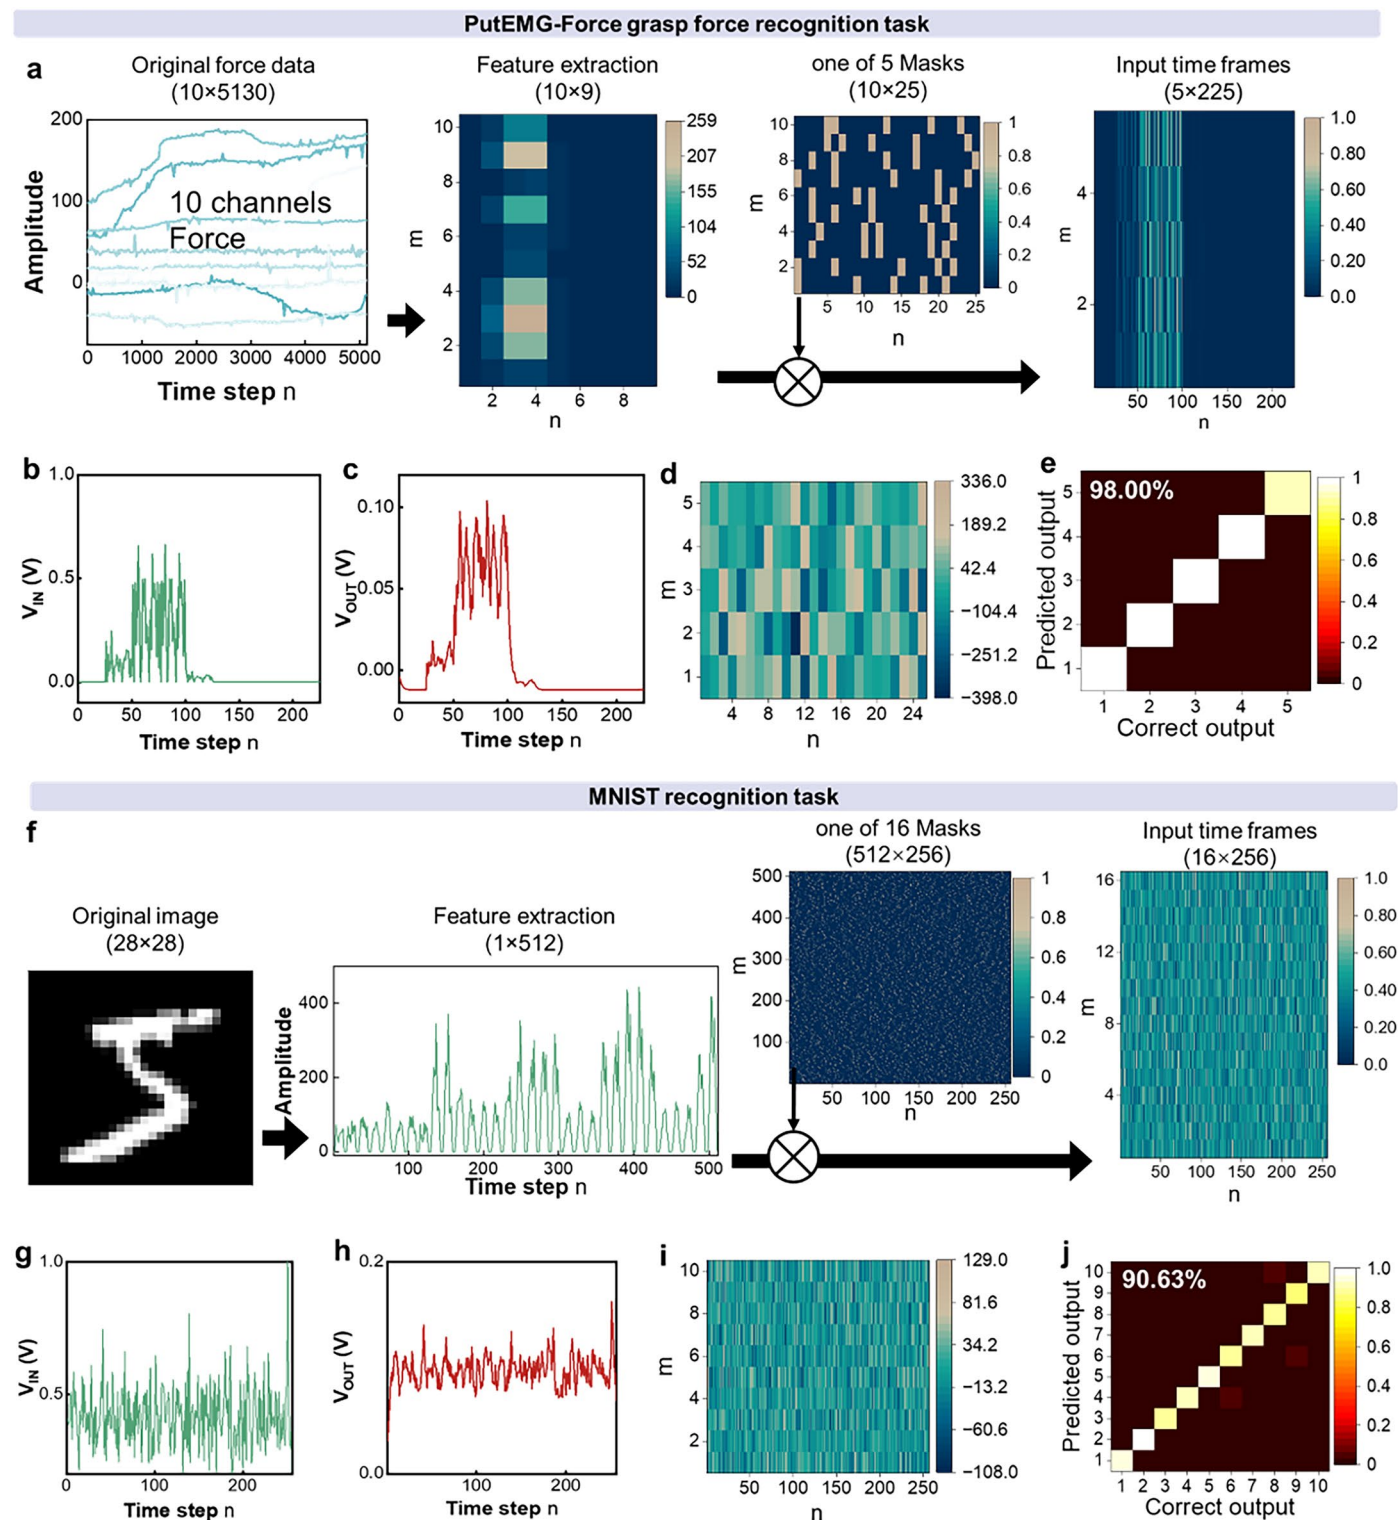 PutEMG-Force grasp force recognition task
a
Original force data
(10×5130)
Feature extraction
(10×9)
one of 5 Masks
(10×25)
Input time frames
(5×225)
Amplitude
200
100
0
10 channels
Force
0 1000 2000 3000 4000 5000
Time step n
m
10
8
6
4
2
2 4 6 8
n
259
207
155
104
52
0
m
10
8
6
4
2
5 10 15 20 25
n
1
0.8
0.6
0.4
0.2
0
m
4
2
50 100 150 200
n
1.0
0.80
0.60
0.40
0.20
0.0
b
V_IN (V)
1.0
0.5
0.0
0 50 100 150 200
Time step n
c
V_OUT (V)
0.10
0.05
0.00
0 50 100 150 200
Time step n
d
m
5
4
3
2
1
4 8 12 16 20 24
n
336.0
189.2
42.4
−104.4
−251.2
−398.0
e
98.00%
Predicted output
5
4
3
2
1
1 2 3 4 5
Correct output
1
0.8
0.6
0.4
0.2
0
MNIST recognition task
f
Original image
(28×28)
Feature extraction
(1×512)
one of 16 Masks
(512×256)
Input time frames
(16×256)
Amplitude
400
200
0
100 200 300 400 500
Time step n
m
500
400
300
200
100
50 100 150 200 250
n
1
0.8
0.6
0.4
0.2
0
m
16
12
8
4
50 100 150 200 250
n
1.0
0.80
0.60
0.40
0.20
0.0
g
V_IN (V)
1.0
0.5
0 100 200
Time step n
h
V_OUT (V)
0.2
0.0
100 200
Time step n
i
m
10
8
6
4
2
50 100 150 200 250
n
129.0
81.6
34.2
−13.2
−60.6
−108.0
j
90.63%
Predicted output
10
9
8
7
6
5
4
3
2
1
1 2 3 4 5 6 7 8 9 10
Correct output
1.0
0.8
0.6
0.4
0.2
0